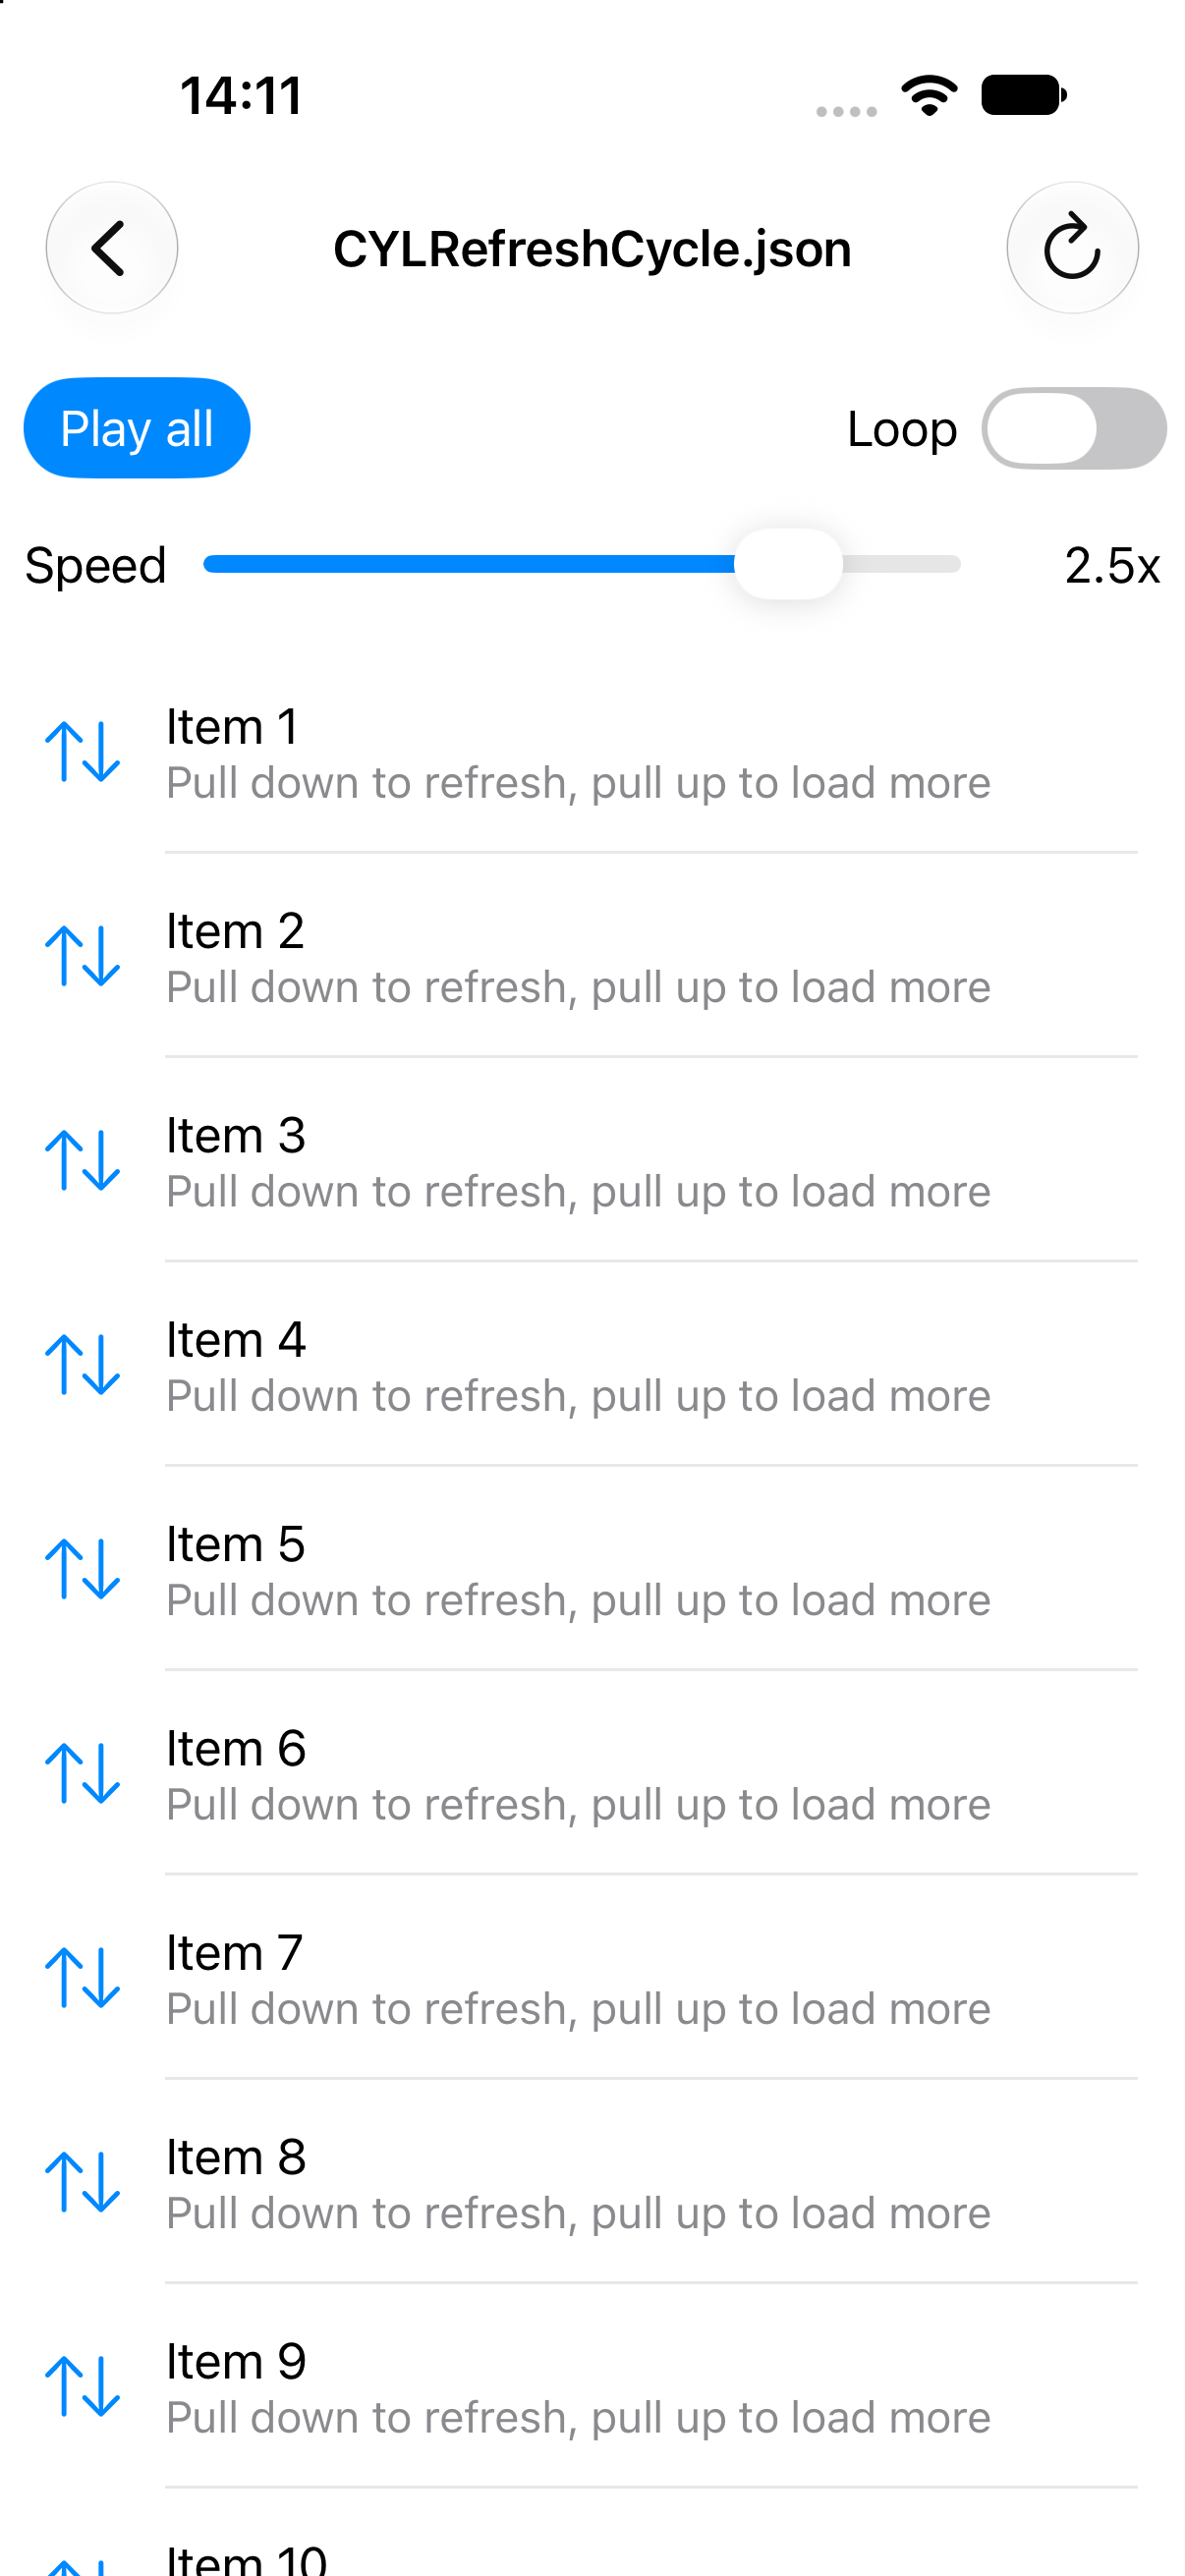 14:11
CYLRefreshCycle.json
Play all
Loop
Speed
2.5x
Item 1
Pull down to refresh, pull up to load more
Item 2
Pull down to refresh, pull up to load more
Item 3
Pull down to refresh, pull up to load more
Item 4
Pull down to refresh, pull up to load more
Item 5
Pull down to refresh, pull up to load more
Item 6
Pull down to refresh, pull up to load more
Item 7
Pull down to refresh, pull up to load more
Item 8
Pull down to refresh, pull up to load more
Item 9
Pull down to refresh, pull up to load more
Item 10